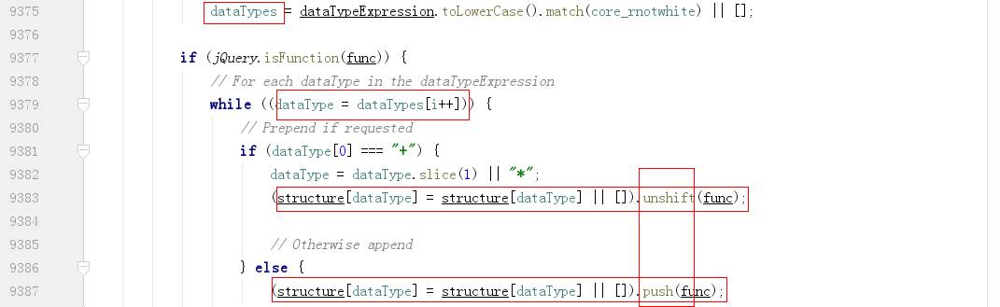 9375 dataTypes = dataTypeExpression.toLowerCase().match(core_rnotwhite) || [];
9376
9377 if (jQuery.isFunction(func)) {
9378 // For each dataType in the dataTypeExpression
9379 while ((dataType = dataTypes[i++])) {
9380 // Prepend if requested
9381 if (dataType[0] === "+") {
9382 dataType = dataType.slice(1) || "*";
9383 (structure[dataType] = structure[dataType] || []).unshift(func);
9384
9385 // Otherwise append
9386 } else {
9387 (structure[dataType] = structure[dataType] || []).push(func);